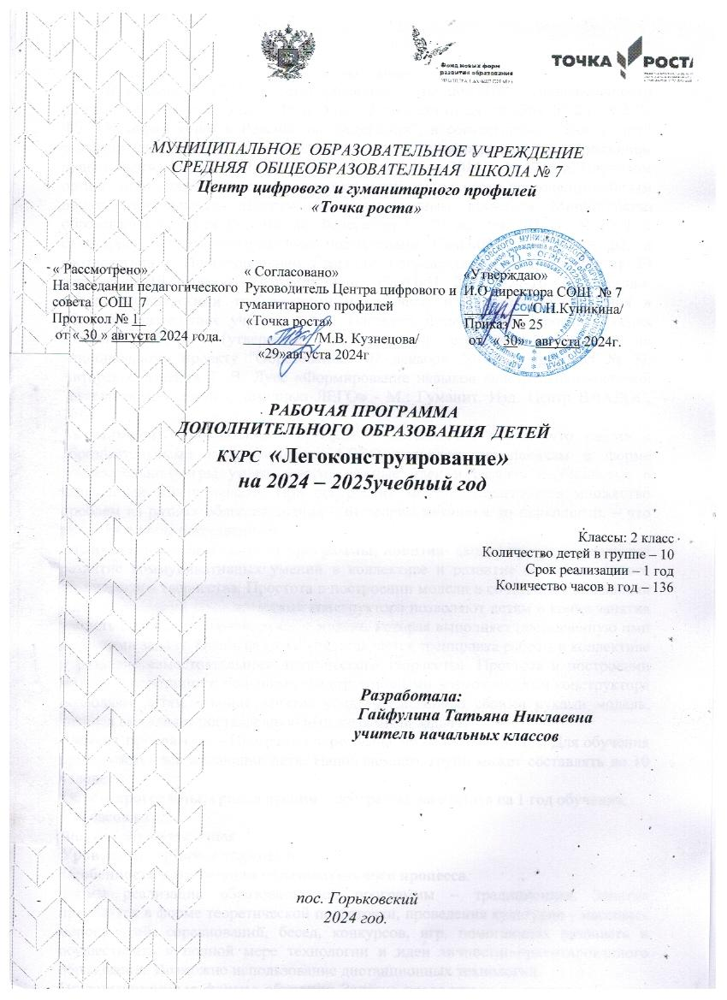 Фонд новых форм
развития образования
ТОЧКА РОСТА
МУНИЦИПАЛЬНОЕ ОБРАЗОВАТЕЛЬНОЕ УЧРЕЖДЕНИЕ
СРЕДНЯЯ ОБЩЕОБРАЗОВАТЕЛЬНАЯ ШКОЛА № 7
Центр цифрового и гуманитарного профилей
«Точка роста»
« Рассмотрено»
На заседании педагогического
совета СОШ 7
Протокол № 1
от « 30 » августа 2024 года.
« Согласовано»
Руководитель Центра цифрового и
гуманитарного профилей
«Точка роста»
/М.В. Кузнецова/
«29»августа 2024г
«Утверждаю»
И.О директора СОШ № 7
/О.Н.Куникина/
Приказ № 25
от « 30» августа 2024г.
РАБОЧАЯ ПРОГРАММА
ДОПОЛНИТЕЛЬНОГО ОБРАЗОВАНИЯ ДЕТЕЙ
КУРС «Легоконструирование»
на 2024 – 2025учебный год
Классы: 2 класс
Количество детей в группе – 10
Срок реализации – 1 год
Количество часов в год – 136
Разработала:
Гайфулина Татьяна Никлаевна
учитель начальных классов
пос. Горьковский
2024 год